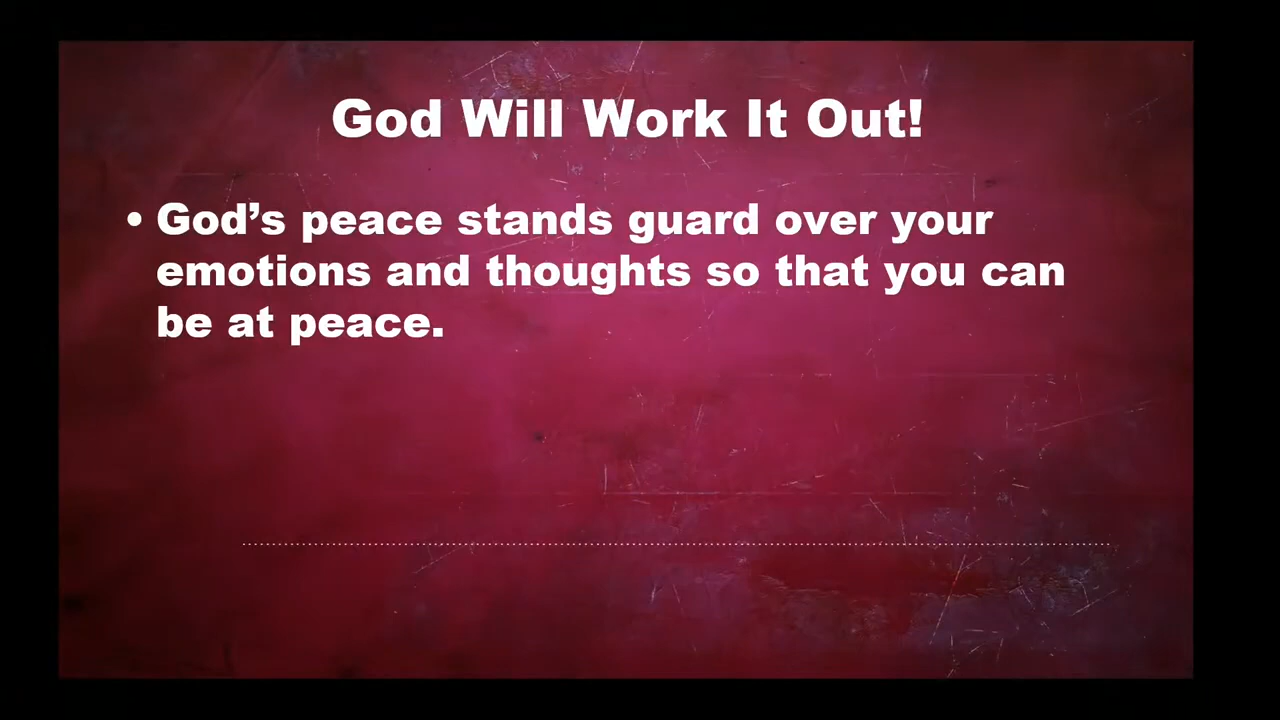 God Will Work It Out!
• God’s peace stands guard over your
emotions and thoughts so that you can
be at peace.